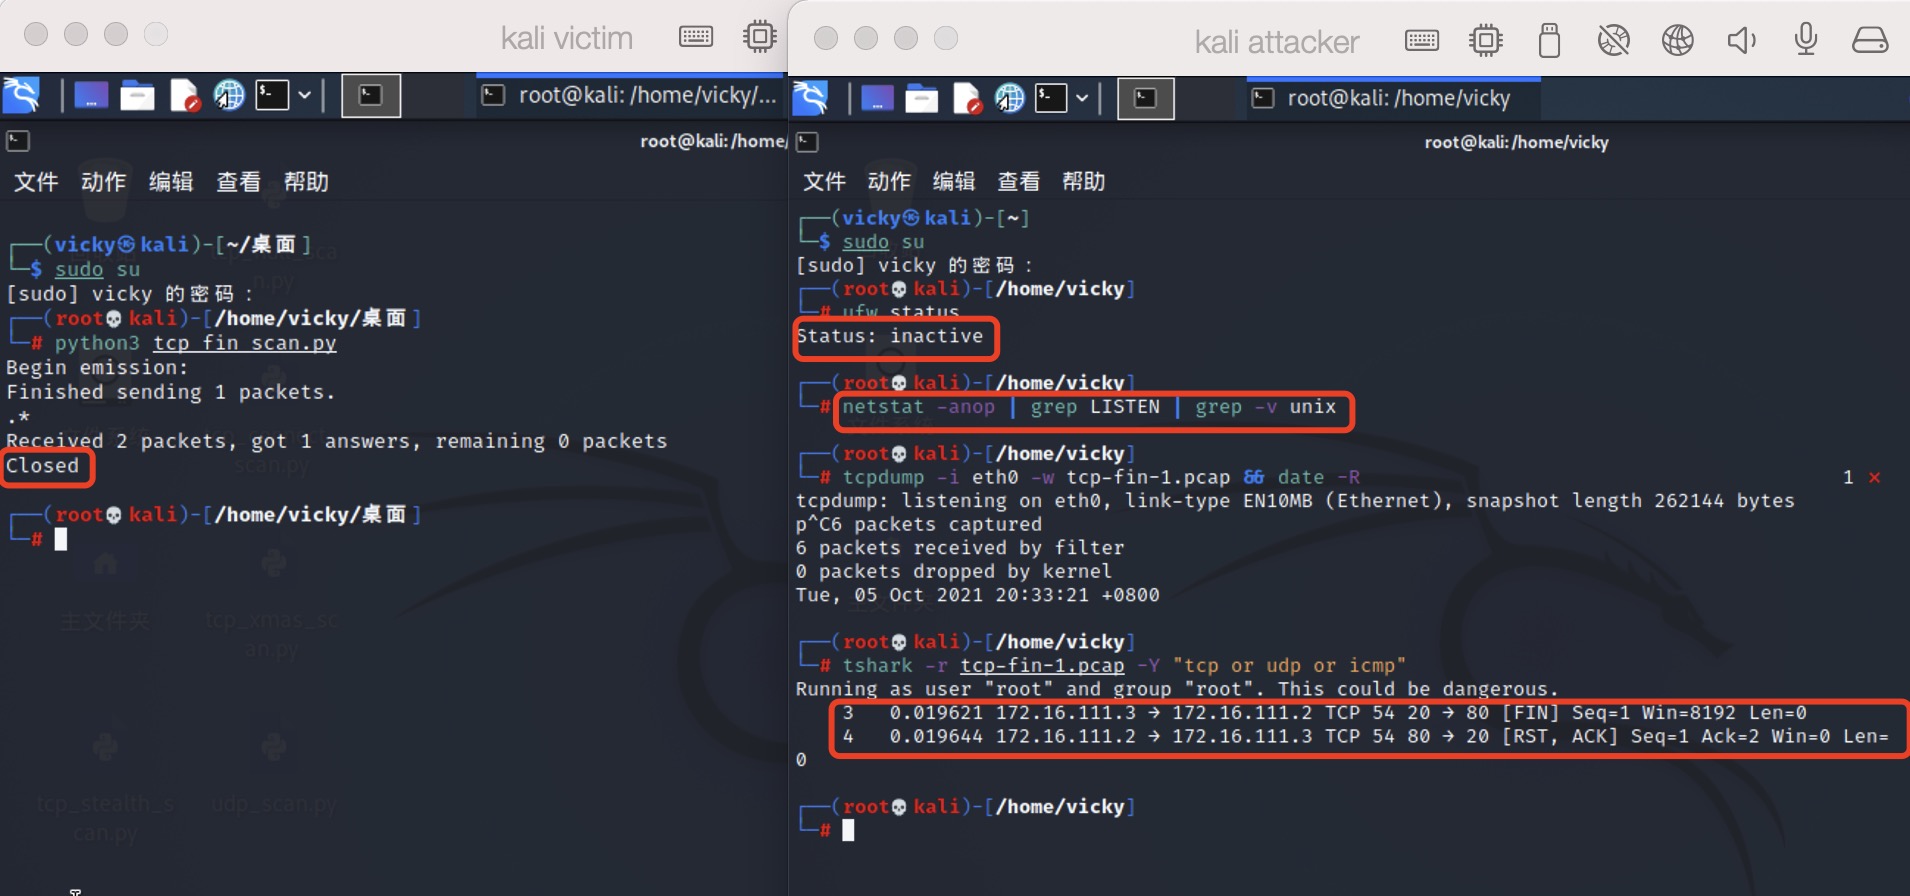 kali victim
root@kali: /home/vicky/...
root@kali: /home/
文件 动作 编辑 查看 帮助
┌──(vicky㉿kali)-[~/桌面]
└─$ sudo su
[sudo] vicky 的密码：
┌──(root💀kali)-[/home/vicky/桌面]
└─# python3 tcp_fin_scan.py
Begin emission:
Finished sending 1 packets.
.*
Received 2 packets, got 1 answers, remaining 0 packets
Closed
┌──(root💀kali)-[/home/vicky/桌面]
└─#
主文件夹
tcp_xmas_sc
an.py
tcp_stealth_s
can.py
udp_scan.py
kali attacker
root@kali: /home/vicky
root@kali: /home/vicky
文件 动作 编辑 查看 帮助
┌──(vicky㉿kali)-[~]
└─$ sudo su
[sudo] vicky 的密码：
┌──(root💀kali)-[/home/vicky]
└─# ufw status
Status: inactive
┌──(root💀kali)-[/home/vicky]
└─# netstat -anop | grep LISTEN | grep -v unix
┌──(root💀kali)-[/home/vicky]
└─# tcpdump -i eth0 -w tcp-fin-1.pcap && date -R 1 ⨯
tcpdump: listening on eth0, link-type EN10MB (Ethernet), snapshot length 262144 bytes
p^C6 packets captured
6 packets received by filter
0 packets dropped by kernel
Tue, 05 Oct 2021 20:33:21 +0800
┌──(root💀kali)-[/home/vicky]
└─# tshark -r tcp-fin-1.pcap -Y "tcp or udp or icmp"
Running as user "root" and group "root". This could be dangerous.
3 0.019621 172.16.111.3 → 172.16.111.2 TCP 54 20 → 80 [FIN] Seq=1 Win=8192 Len=0
4 0.019644 172.16.111.2 → 172.16.111.3 TCP 54 80 → 20 [RST, ACK] Seq=1 Ack=2 Win=0 Len=
0
┌──(root💀kali)-[/home/vicky]
└─#